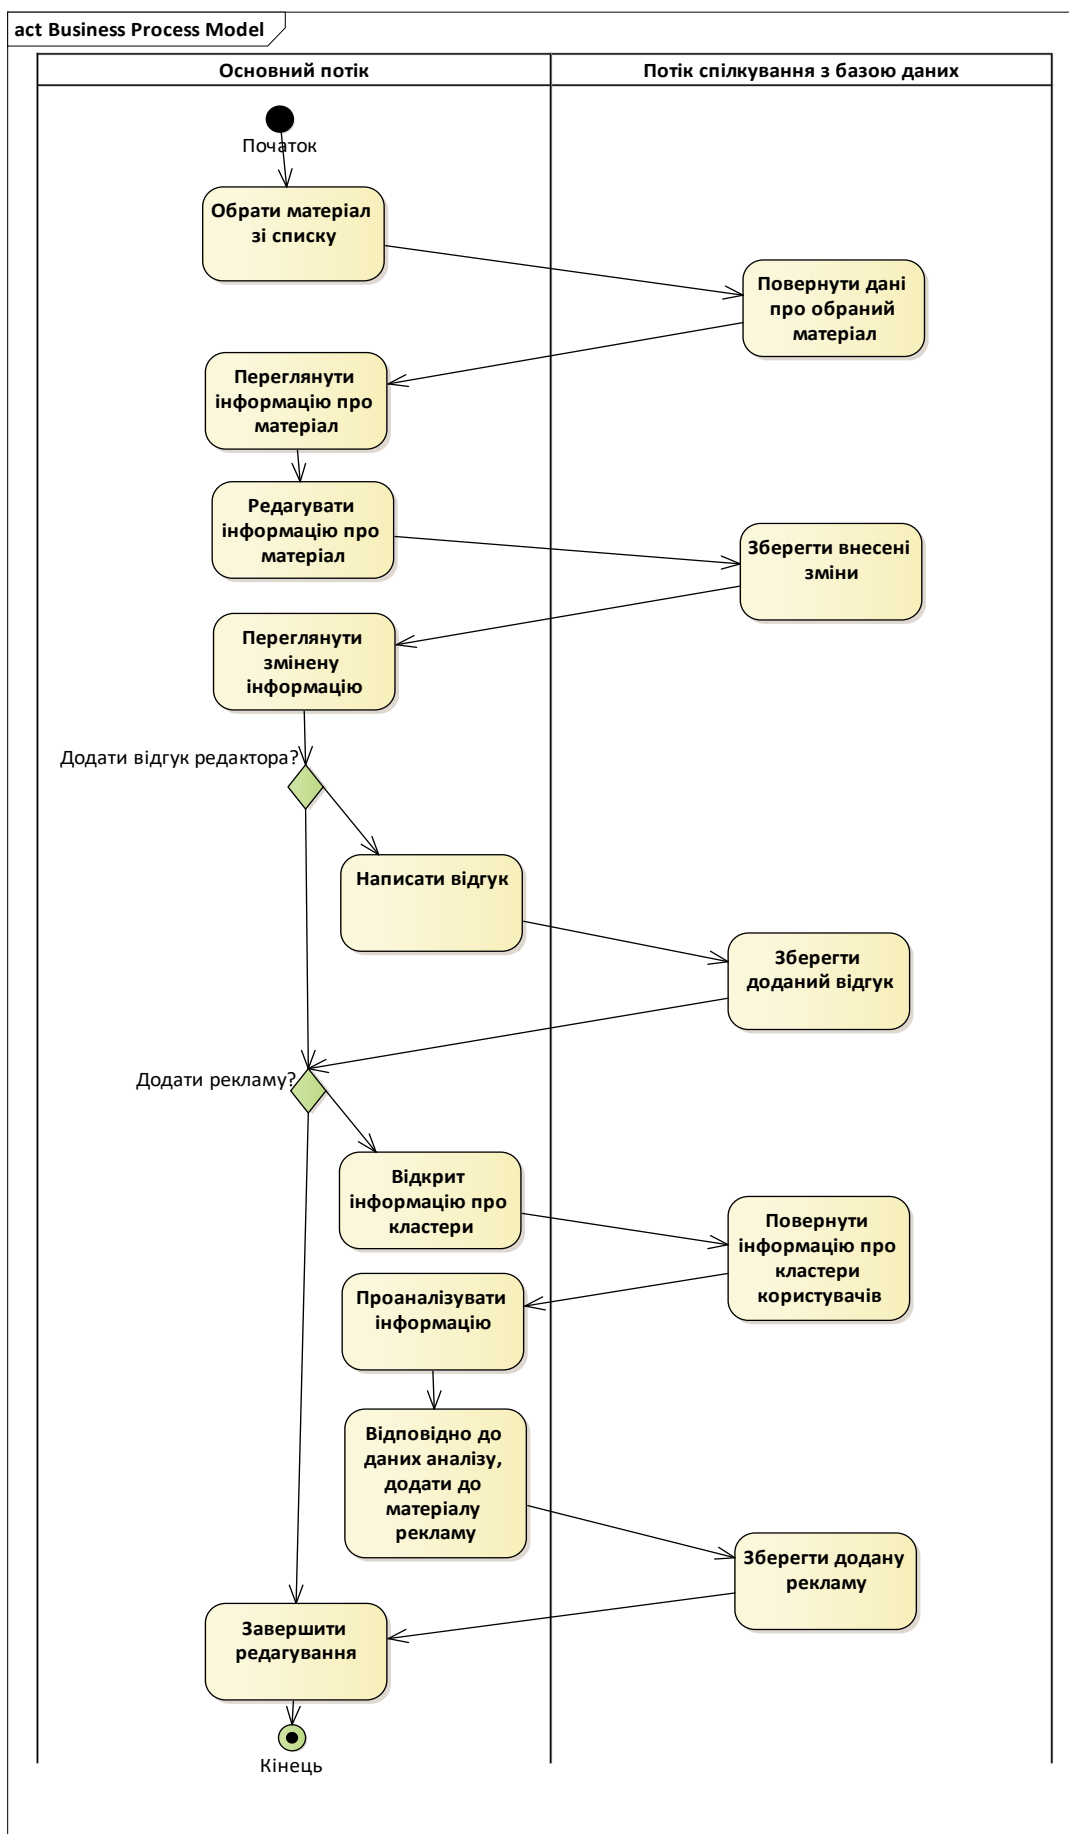 act Business Process Model
Основний потік
Потік спілкування з базою даних
Початок
Обрати матеріал
зі списку
Повернути дані
про обраний
матеріал
Переглянути
інформацію про
матеріал
Редагувати
інформацію про
матеріал
Зберегти внесені
зміни
Переглянути
змінену
інформацію
Додати відгук редактора?
Написати відгук
Зберегти
доданий відгук
Додати рекламу?
Відкрит
інформацію про
кластери
Повернути
інформацію про
кластери
користувачів
Проаналізувати
інформацію
Відповідно до
даних аналізу,
додати до
матеріалу
рекламу
Зберегти додану
рекламу
Завершити
редагування
Кінець